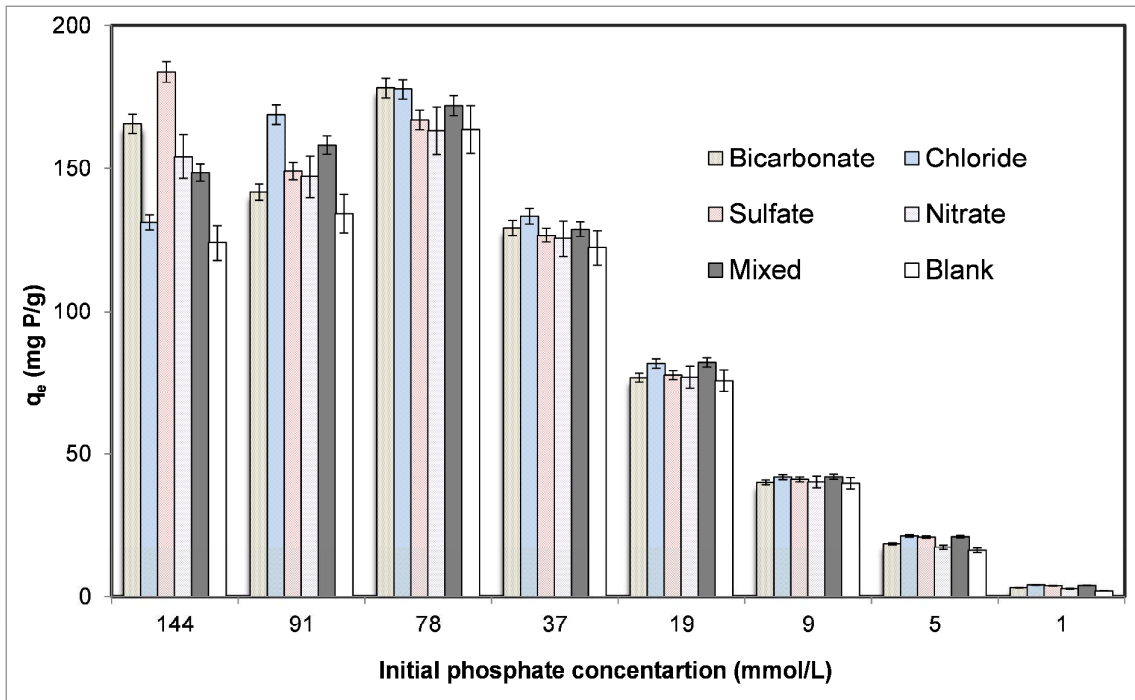 200
150
100
50
0
qₑ (mg P/g)
Bicarbonate Chloride
Sulfate Nitrate
Mixed Blank
144 91 78 37 19 9 5 1
Initial phosphate concentartion (mmol/L)